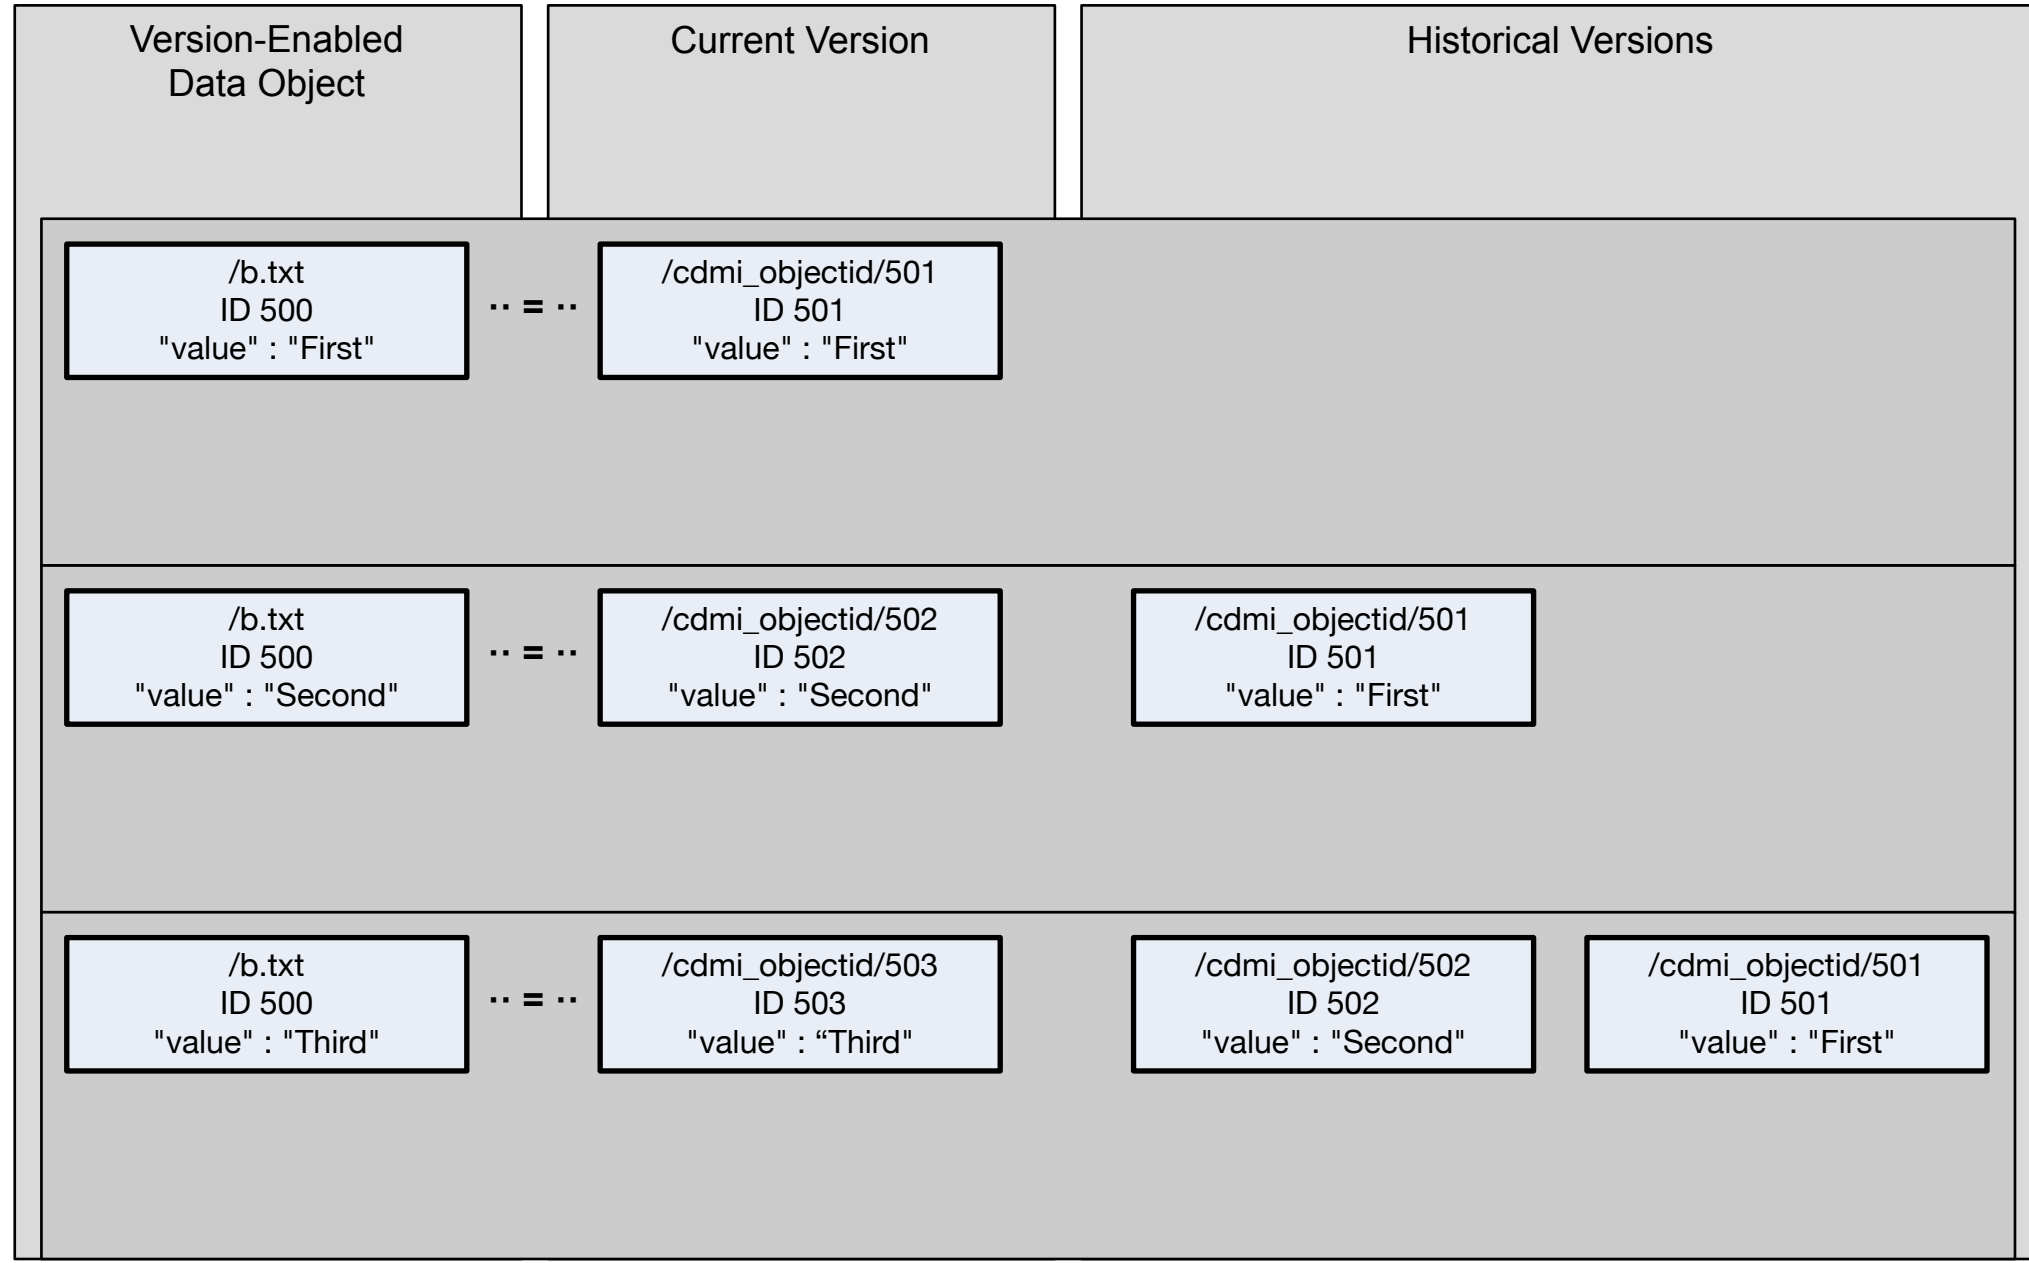 Version-Enabled
Data Object
Current Version
Historical Versions
/b.txt
ID 500
"value" : "First"
·· = ··
/cdmi_objectid/501
ID 501
"value" : "First"
/b.txt
ID 500
"value" : "Second"
·· = ··
/cdmi_objectid/502
ID 502
"value" : "Second"
/cdmi_objectid/501
ID 501
"value" : "First"
/b.txt
ID 500
"value" : "Third"
·· = ··
/cdmi_objectid/503
ID 503
"value" : “Third"
/cdmi_objectid/502
ID 502
"value" : "Second"
/cdmi_objectid/501
ID 501
"value" : "First"